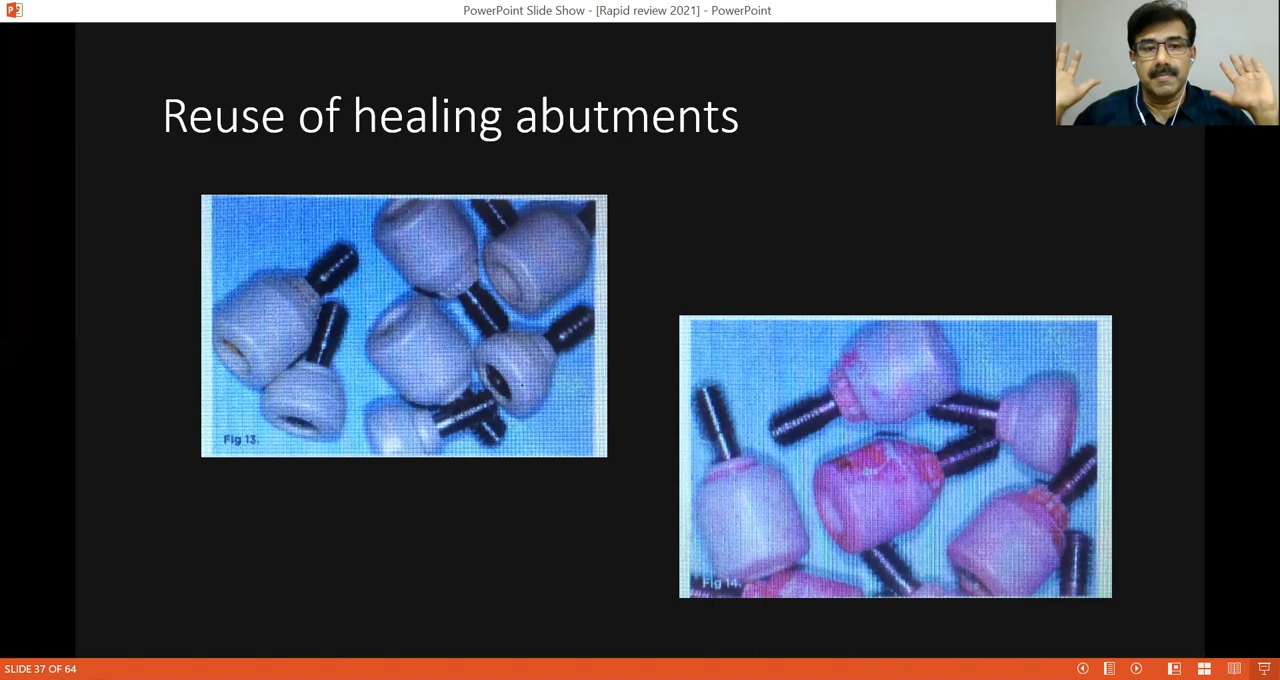 PowerPoint Slide Show - [Rapid review 2021] - PowerPoint
Reuse of healing abutments
Fig 13.
Fig 14.
SLIDE 37 OF 64